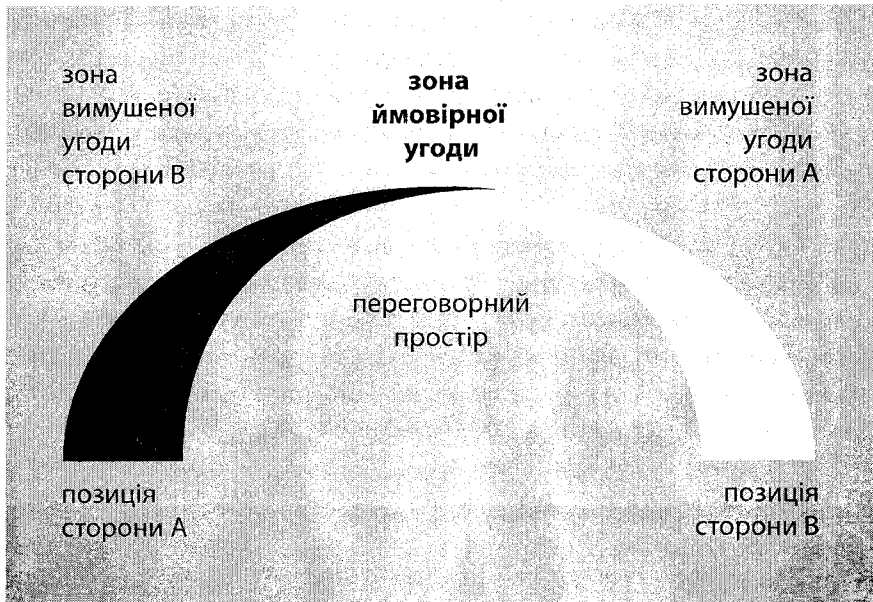 зона
вимушеної
угоди
сторони В
зона
ймовірної
угоди
зона
вимушеної
угоди
сторони А
переговорний
простір
позиція
сторони А
позиція
сторони В